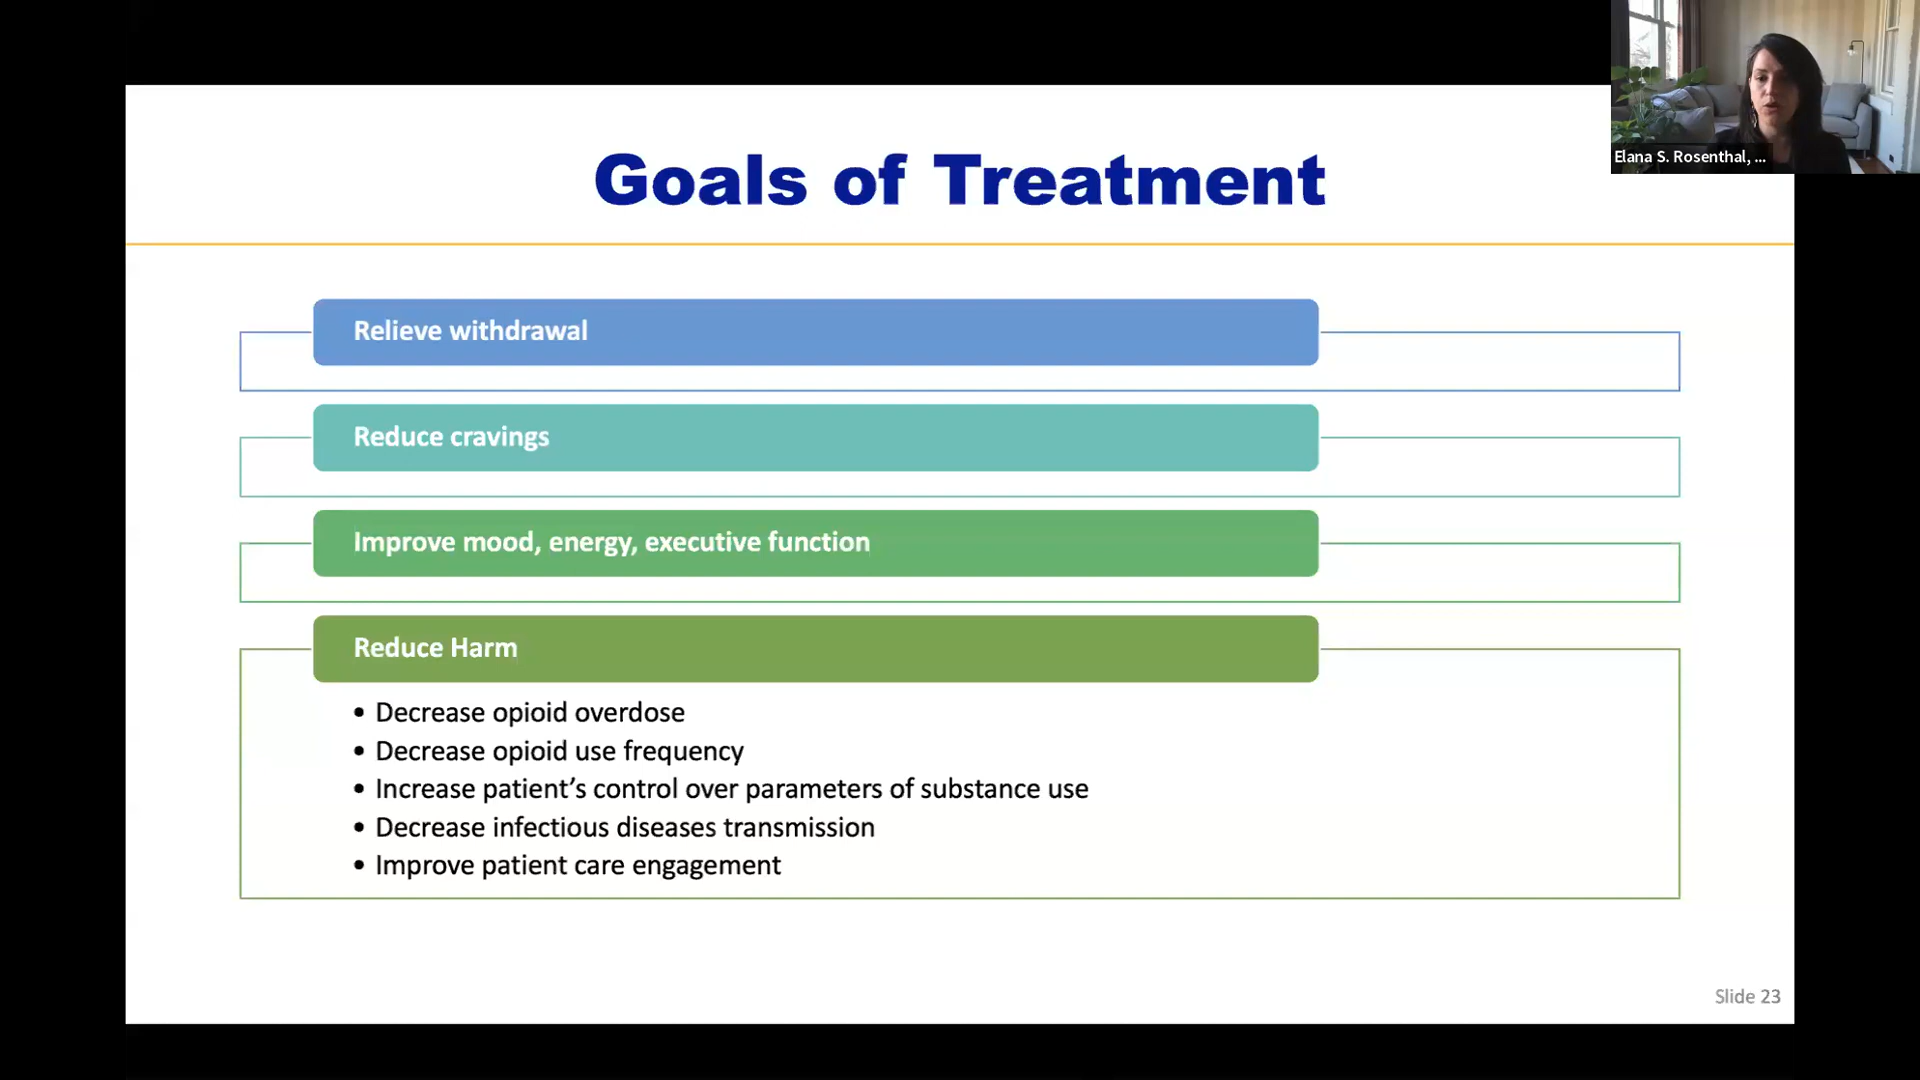 Elana S. Rosenthal, ...
Goals of Treatment
Relieve withdrawal
Reduce cravings
Improve mood, energy, executive function
Reduce Harm
• Decrease opioid overdose
• Decrease opioid use frequency
• Increase patient’s control over parameters of substance use
• Decrease infectious diseases transmission
• Improve patient care engagement
Slide 23